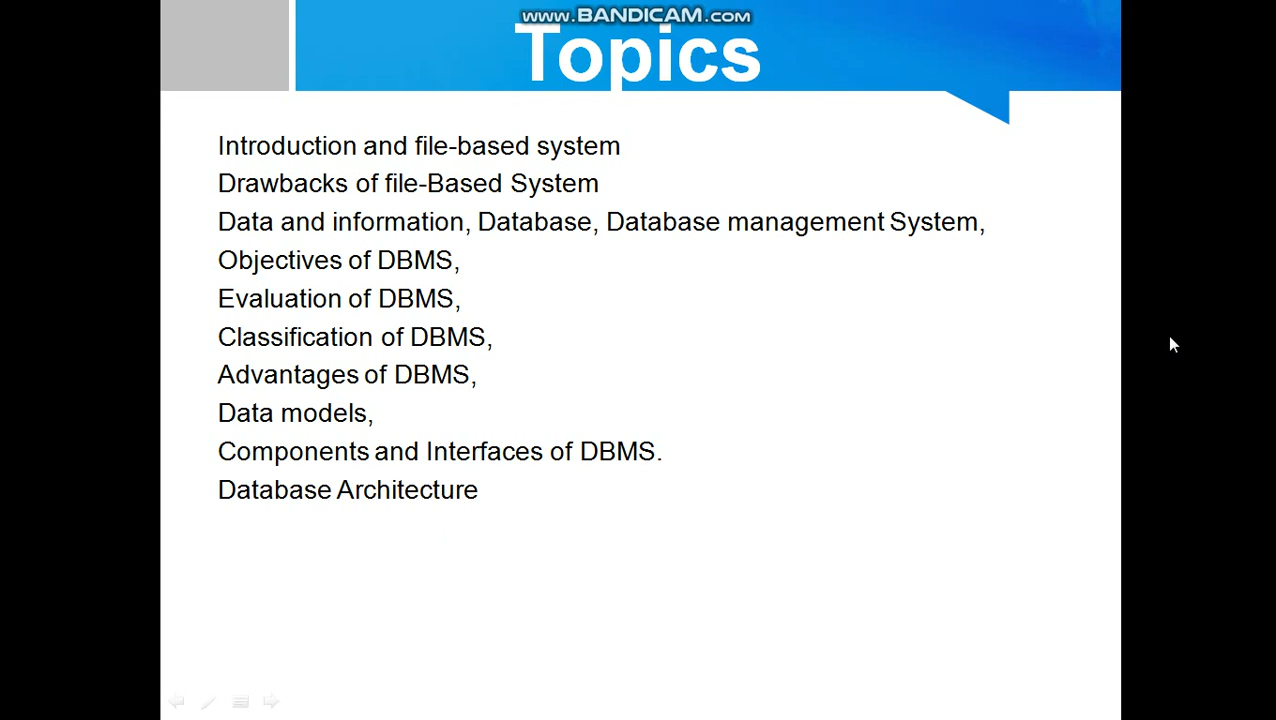 www.BANDICAM.com
Topics
Introduction and file-based system
Drawbacks of file-Based System
Data and information, Database, Database management System,
Objectives of DBMS,
Evaluation of DBMS,
Classification of DBMS,
Advantages of DBMS,
Data models,
Components and Interfaces of DBMS.
Database Architecture